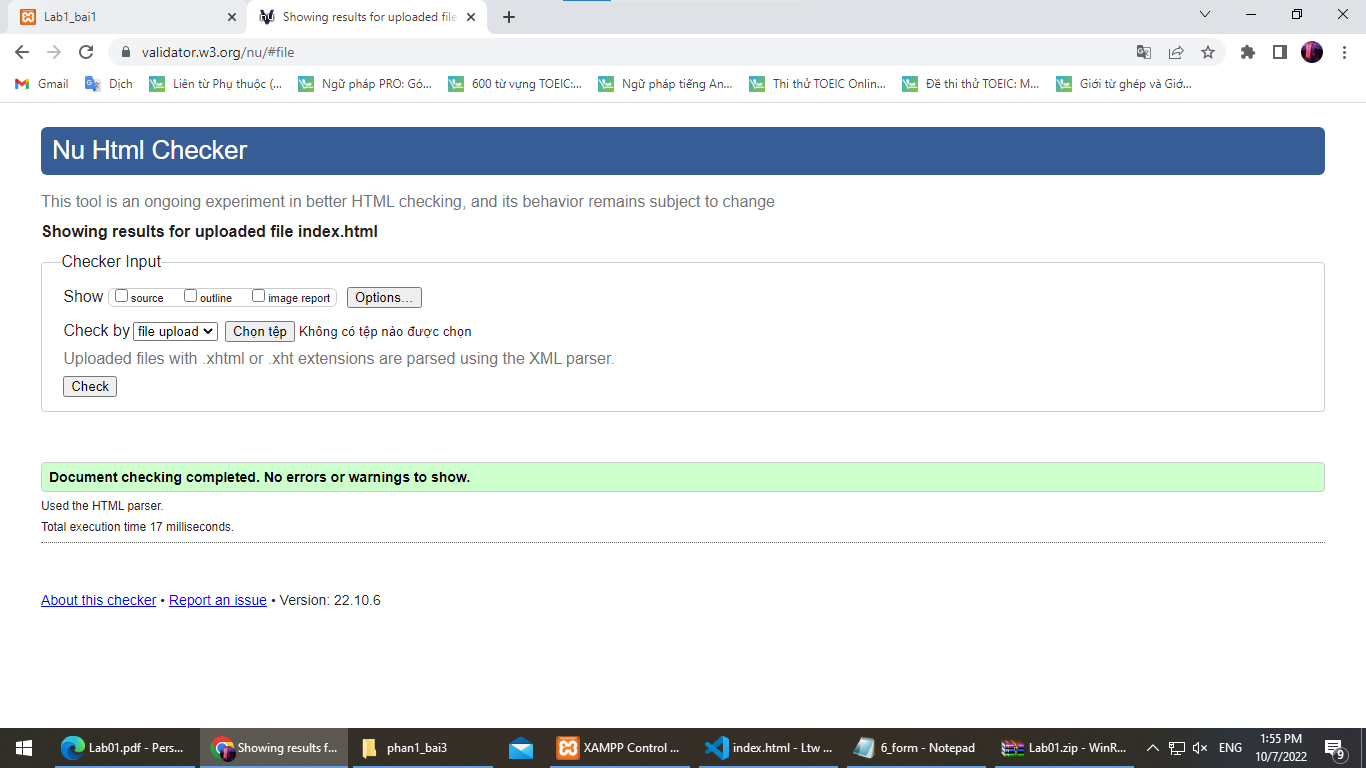 Lab1_bai1
Showing results for uploaded file
validator.w3.org/nu/#file
Gmail Dịch Liên từ Phụ thuộc (... Ngữ pháp PRO: Gó... 600 từ vựng TOEIC:... Ngữ pháp tiếng An... Thi thử TOEIC Onlin... Đề thi thử TOEIC: M... Giới từ ghép và Giớ...
Nu Html Checker
This tool is an ongoing experiment in better HTML checking, and its behavior remains subject to change
Showing results for uploaded file index.html
Checker Input
Show source outline image report Options...
Check by file upload Chọn tệp Không có tệp nào được chọn
Uploaded files with .xhtml or .xht extensions are parsed using the XML parser.
Check
Document checking completed. No errors or warnings to show.
Used the HTML parser.
Total execution time 17 milliseconds.
About this checker • Report an issue • Version: 22.10.6
Lab01.pdf - Pers... Showing results f... phan1_bai3 XAMPP Control ... index.html - Ltw ... 6_form - Notepad Lab01.zip - WinR... ENG 1:55 PM
10/7/2022 9